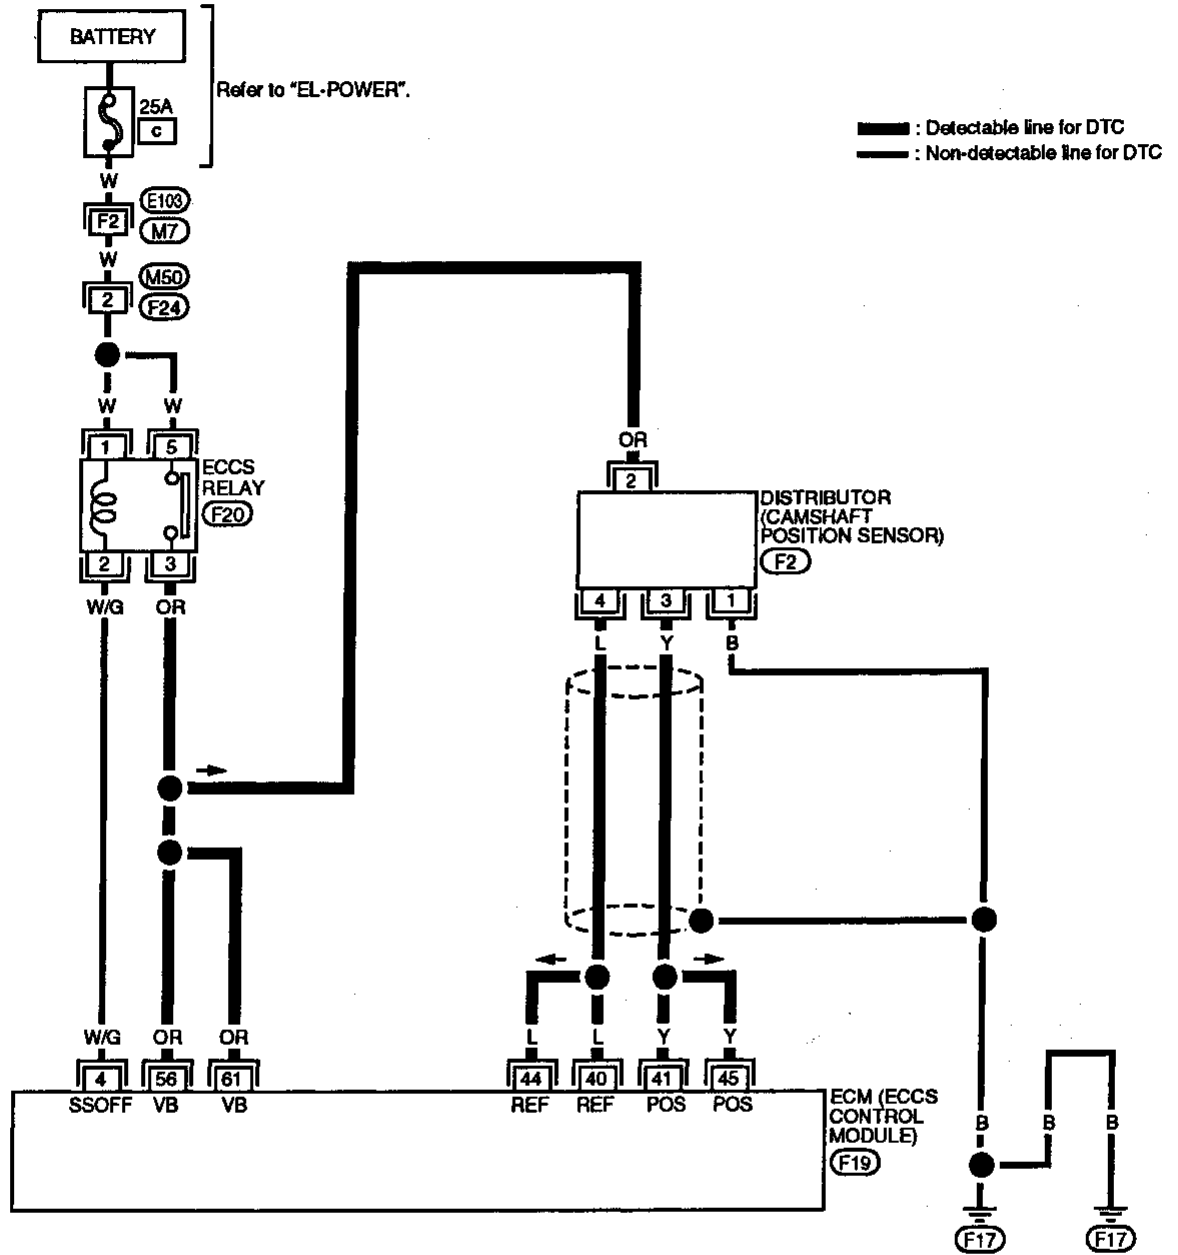 BATTERY
Refer to "EL-POWER".
25A
c
: Detectable line for DTC
: Non-detectable line for DTC
W
E103
F2
M7
W
M50
2
F24
W W
1 5
ECCS
RELAY
F20
2 3
W/G OR
OR
2
DISTRIBUTOR
(CAMSHAFT
POSITION SENSOR)
F2
4 3 1
L Y B
W/G OR OR L L Y Y
4 56 61 44 40 41 45
SSOFF VB VB REF REF POS POS
ECM (ECCS
CONTROL
MODULE)
F19
B B B
F17 F17